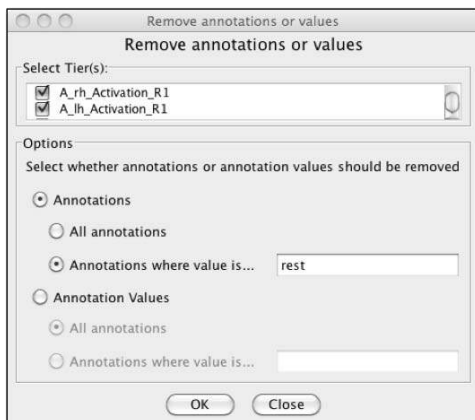 Remove annotations or values
Remove annotations or values
Select Tier(s):
A_rh_Activation_R1
A_lh_Activation_R1
Options
Select whether annotations or annotation values should be removed
Annotations
All annotations
Annotations where value is... rest
Annotation Values
All annotations
Annotations where value is...
OK Close